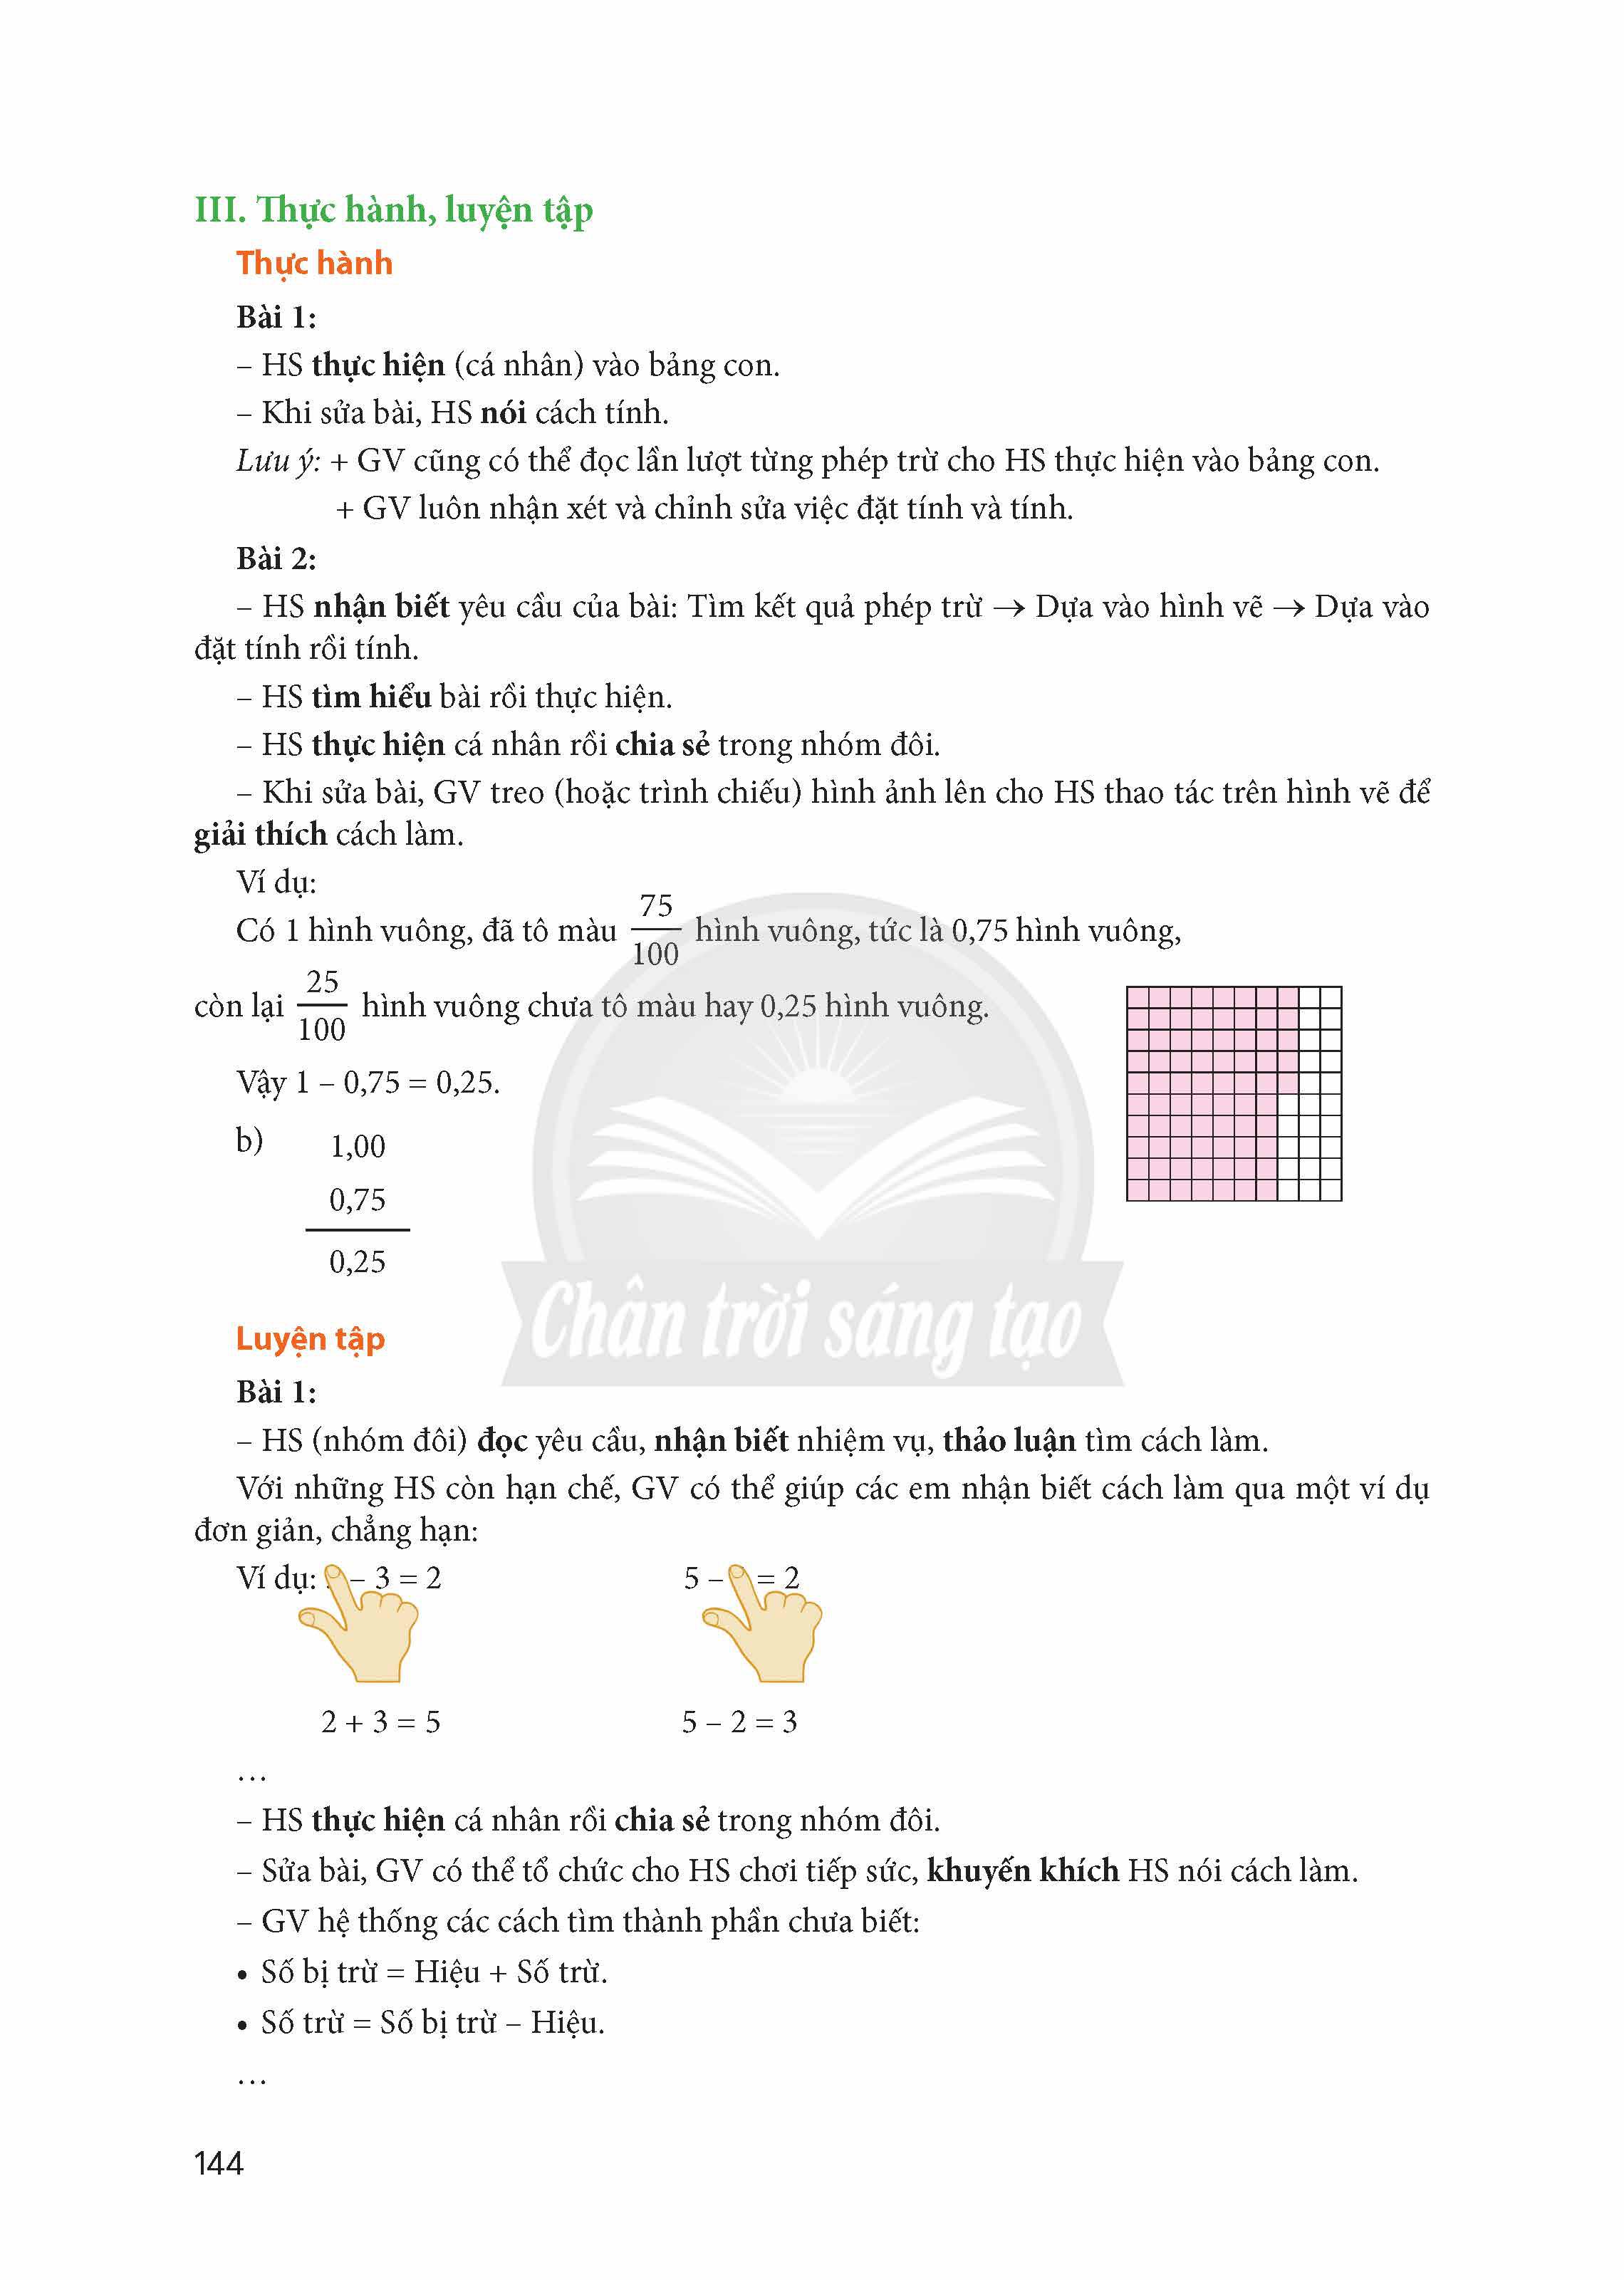 III. Thực hành, luyện tập
Thực hành
Bài 1:
– HS thực hiện (cá nhân) vào bảng con.
– Khi sửa bài, HS nói cách tính.
Lưu ý: + GV cũng có thể đọc lần lượt từng phép trừ cho HS thực hiện vào bảng con.
+ GV luôn nhận xét và chỉnh sửa việc đặt tính và tính.
Bài 2:
– HS nhận biết yêu cầu của bài: Tìm kết quả phép trừ → Dựa vào hình vẽ → Dựa vào
đặt tính rồi tính.
– HS tìm hiểu bài rồi thực hiện.
– HS thực hiện cá nhân rồi chia sẻ trong nhóm đôi.
– Khi sửa bài, GV treo (hoặc trình chiếu) hình ảnh lên cho HS thao tác trên hình vẽ để
giải thích cách làm.
Ví dụ:
Có 1 hình vuông, đã tô màu 75/100 hình vuông, tức là 0,75 hình vuông,
còn lại 25/100 hình vuông chưa tô màu hay 0,25 hình vuông.
Vậy 1 – 0,75 = 0,25.
b) 1,00
0,75
0,25
Chân trời sáng tạo
Luyện tập
Bài 1:
– HS (nhóm đôi) đọc yêu cầu, nhận biết nhiệm vụ, thảo luận tìm cách làm.
Với những HS còn hạn chế, GV có thể giúp các em nhận biết cách làm qua một ví dụ
đơn giản, chẳng hạn:
Ví dụ: – 3 = 2 5 – = 2
2 + 3 = 5 5 – 2 = 3
…
– HS thực hiện cá nhân rồi chia sẻ trong nhóm đôi.
– Sửa bài, GV có thể tổ chức cho HS chơi tiếp sức, khuyến khích HS nói cách làm.
– GV hệ thống các cách tìm thành phần chưa biết:
• Số bị trừ = Hiệu + Số trừ.
• Số trừ = Số bị trừ – Hiệu.
…
144